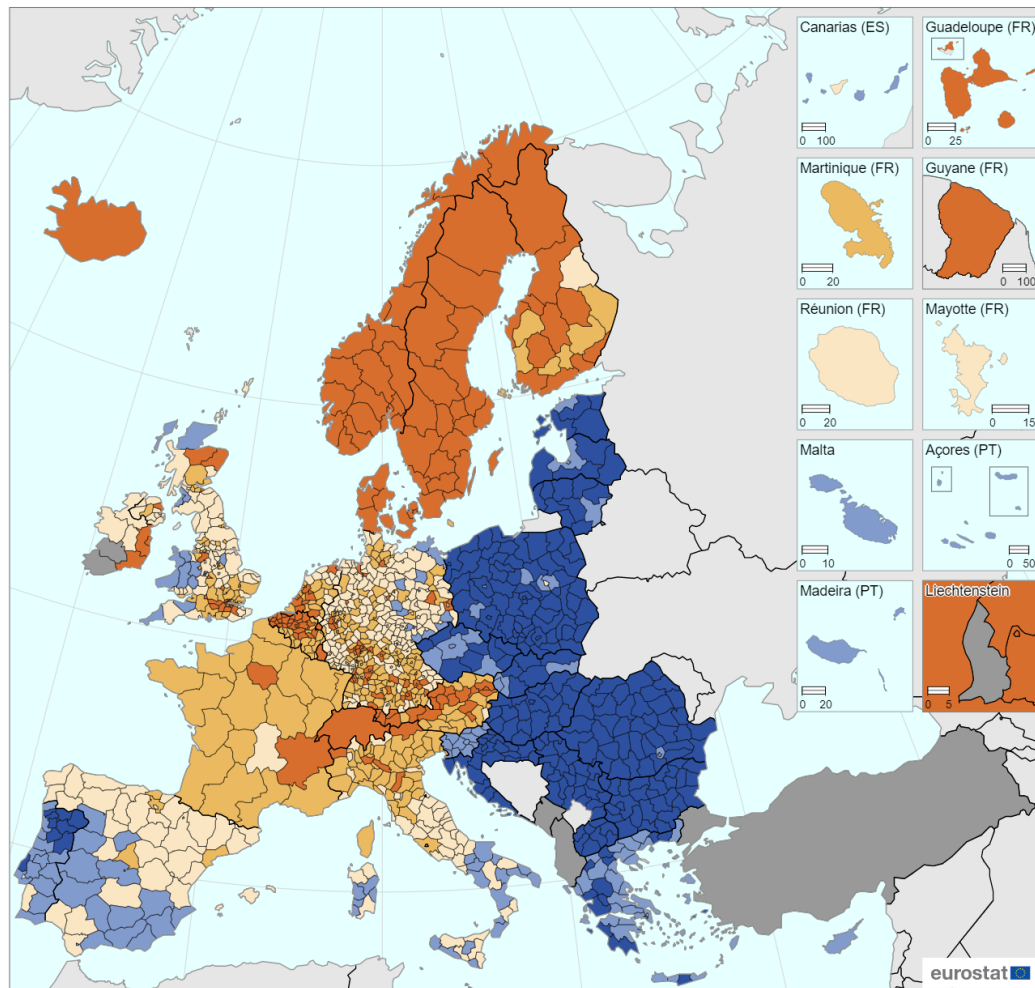 Canarias (ES)
0 100
Guadeloupe (FR)
0 25
Martinique (FR)
0 20
Guyane (FR)
0 100
Réunion (FR)
0 20
Mayotte (FR)
0 15
Malta
0 10
Açores (PT)
0 50
Madeira (PT)
0 20
Liechtenstein
0 5
eurostat